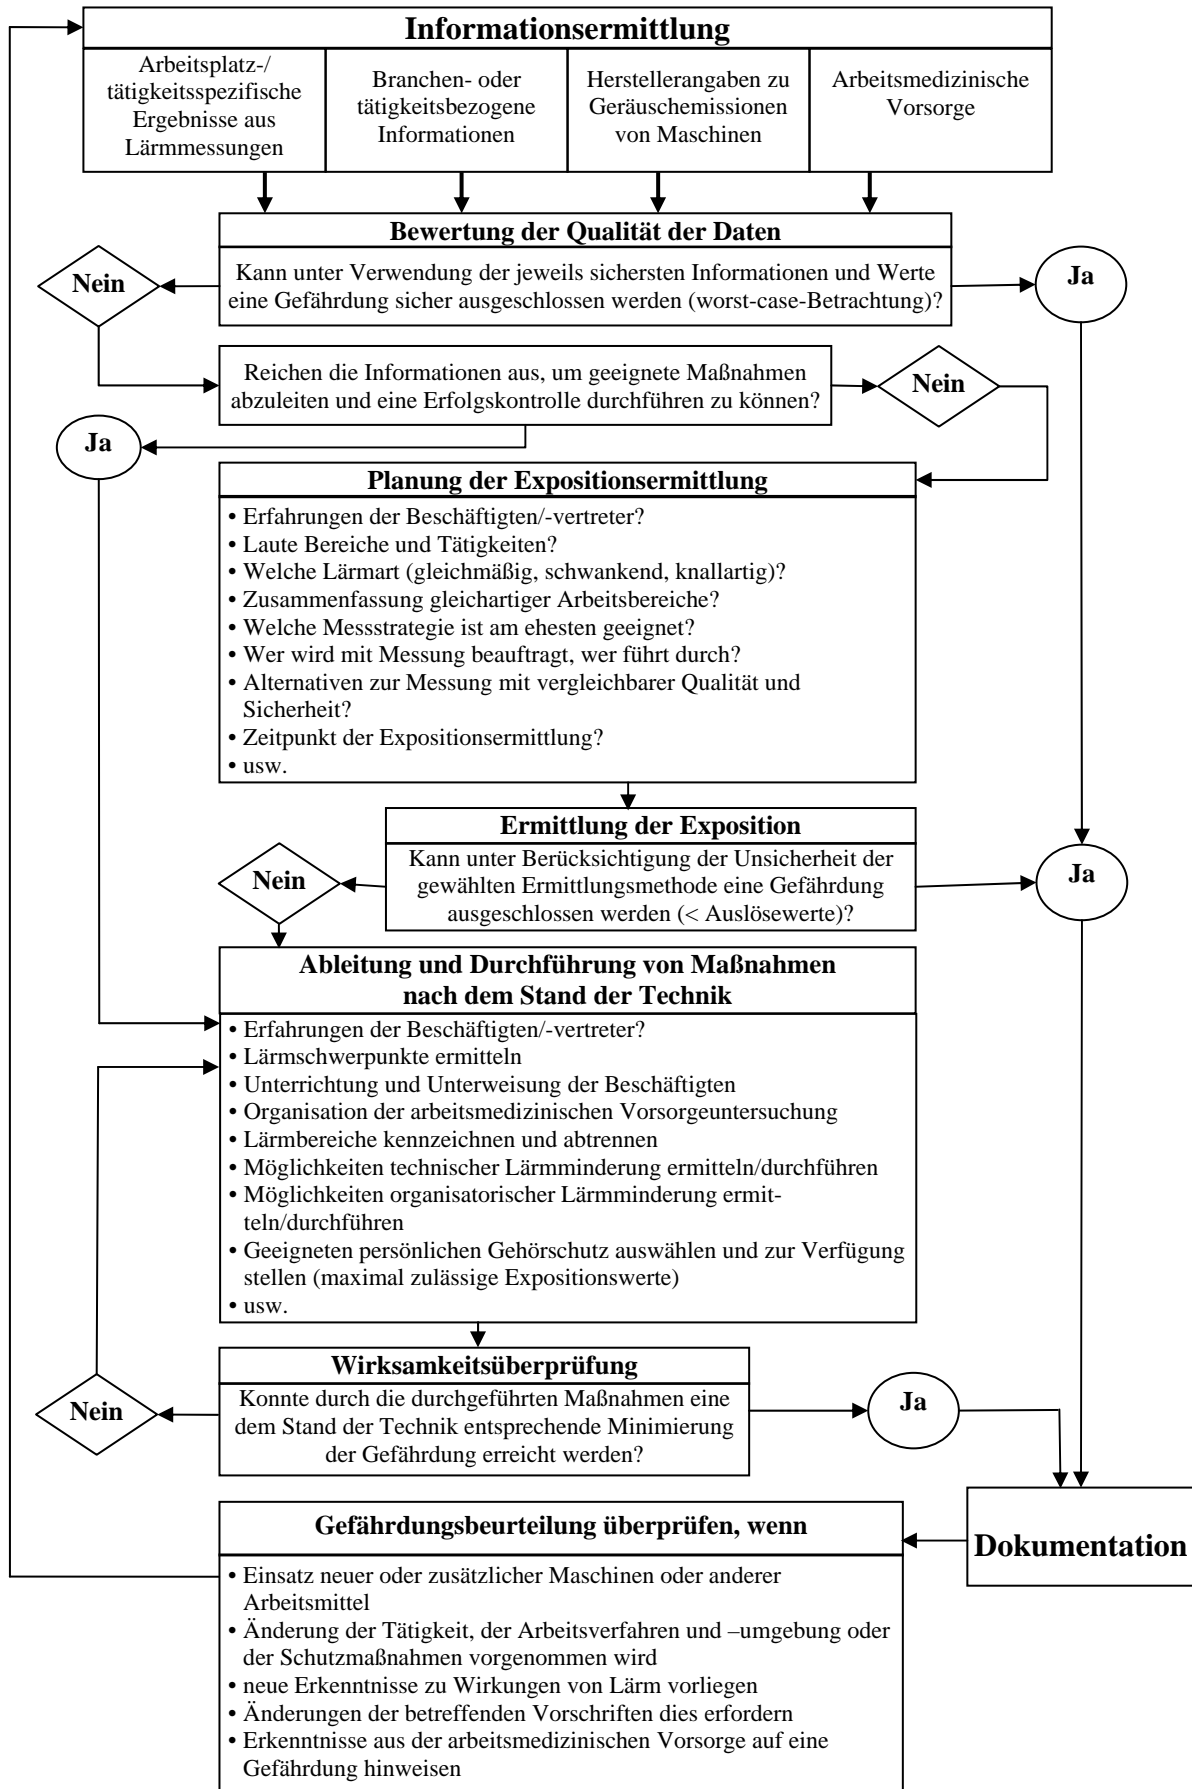 Informationsermittlung
Arbeitsplatz-/
tätigkeitsspezifische
Ergebnisse aus
Lärmmessungen
Branchen- oder
tätigkeitsbezogene
Informationen
Herstellerangaben zu
Geräuschemissionen
von Maschinen
Arbeitsmedizinische
Vorsorge
Bewertung der Qualität der Daten
Kann unter Verwendung der jeweils sichersten Informationen und Werte
eine Gefährdung sicher ausgeschlossen werden (worst-case-Betrachtung)?
Nein
Ja
Reichen die Informationen aus, um geeignete Maßnahmen
abzuleiten und eine Erfolgskontrolle durchführen zu können?
Nein
Ja
Planung der Expositionsermittlung
• Erfahrungen der Beschäftigten/-vertreter?
• Laute Bereiche und Tätigkeiten?
• Welche Lärmart (gleichmäßig, schwankend, knallartig)?
• Zusammenfassung gleichartiger Arbeitsbereiche?
• Welche Messstrategie ist am ehesten geeignet?
• Wer wird mit Messung beauftragt, wer führt durch?
• Alternativen zur Messung mit vergleichbarer Qualität und
Sicherheit?
• Zeitpunkt der Expositionsermittlung?
• usw.
Ermittlung der Exposition
Kann unter Berücksichtigung der Unsicherheit der
gewählten Ermittlungsmethode eine Gefährdung
ausgeschlossen werden (< Auslösewerte)?
Nein
Ja
Ableitung und Durchführung von Maßnahmen
nach dem Stand der Technik
• Erfahrungen der Beschäftigten/-vertreter?
• Lärmschwerpunkte ermitteln
• Unterrichtung und Unterweisung der Beschäftigten
• Organisation der arbeitsmedizinischen Vorsorgeuntersuchung
• Lärmbereiche kennzeichnen und abtrennen
• Möglichkeiten technischer Lärmminderung ermitteln/durchführen
• Möglichkeiten organisatorischer Lärmminderung ermit-
teln/durchführen
• Geeigneten persönlichen Gehörschutz auswählen und zur Verfügung
stellen (maximal zulässige Expositionswerte)
• usw.
Wirksamkeitsüberprüfung
Konnte durch die durchgeführten Maßnahmen eine
dem Stand der Technik entsprechende Minimierung
der Gefährdung erreicht werden?
Nein
Ja
Dokumentation
Gefährdungsbeurteilung überprüfen, wenn
• Einsatz neuer oder zusätzlicher Maschinen oder anderer
Arbeitsmittel
• Änderung der Tätigkeit, der Arbeitsverfahren und –umgebung oder
der Schutzmaßnahmen vorgenommen wird
• neue Erkenntnisse zu Wirkungen von Lärm vorliegen
• Änderungen der betreffenden Vorschriften dies erfordern
• Erkenntnisse aus der arbeitsmedizinischen Vorsorge auf eine
Gefährdung hinweisen